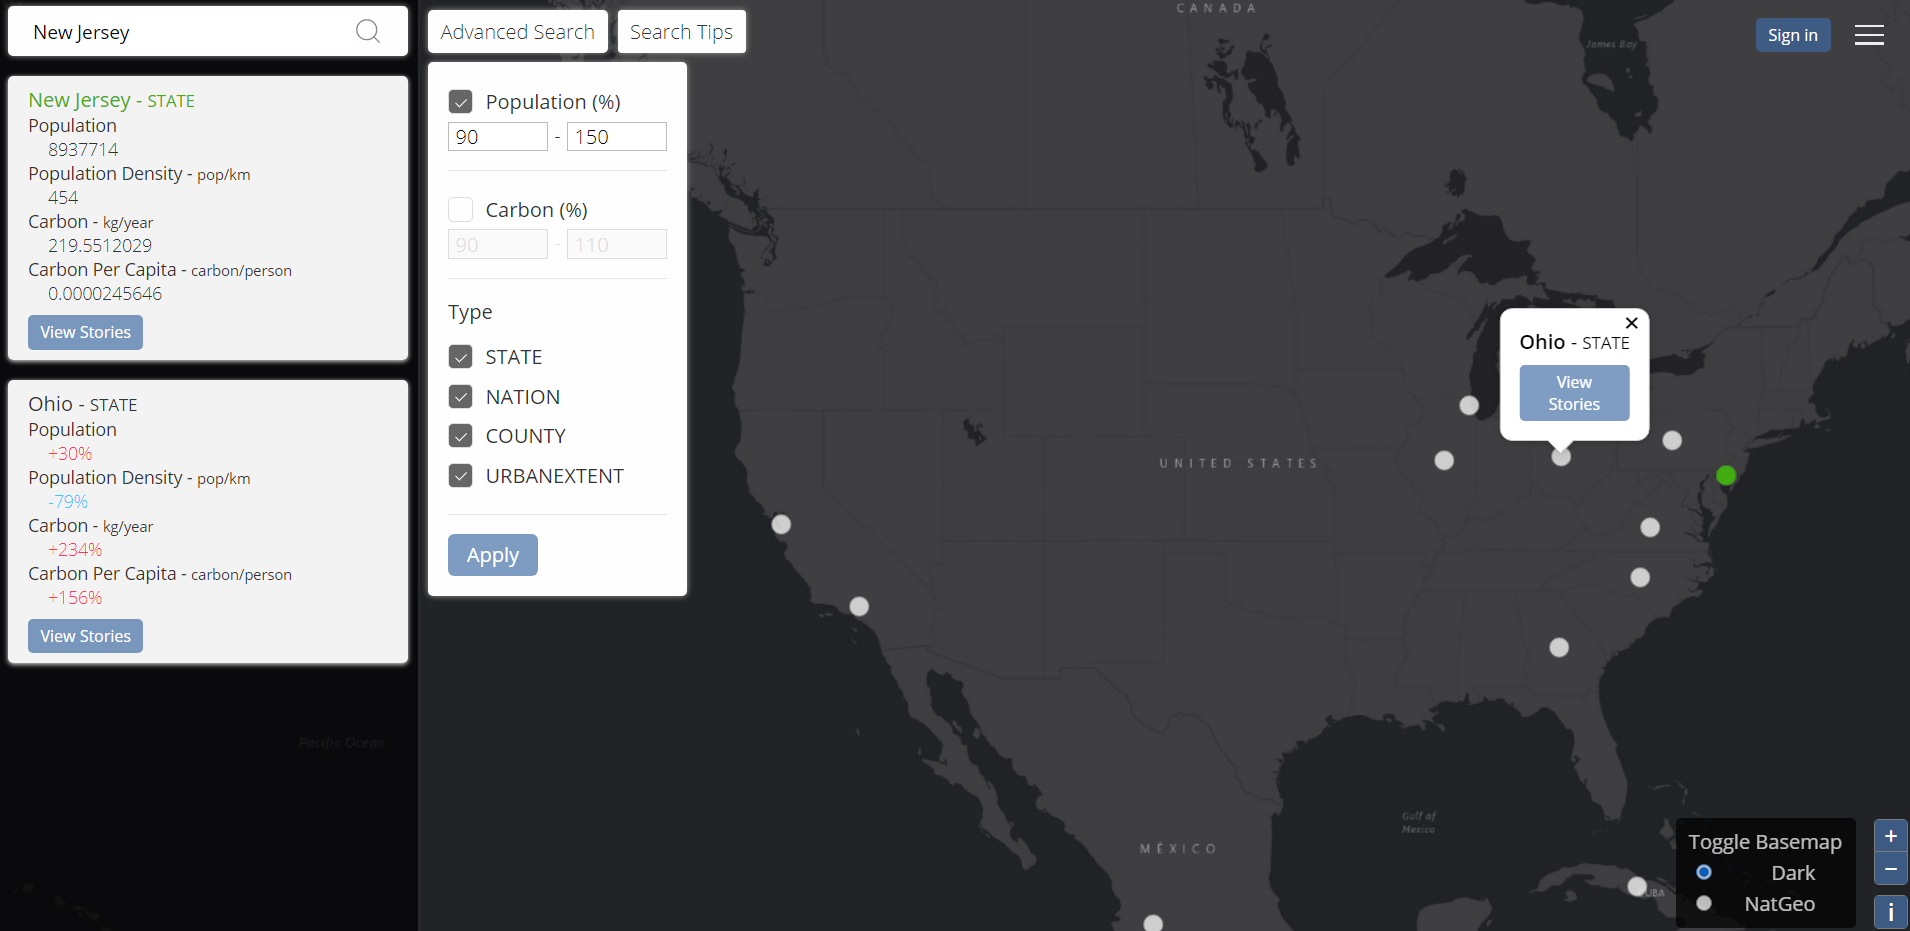 New Jersey
New Jersey - STATE
Population
8937714
Population Density - pop/km
454
Carbon - kg/year
219.5512029
Carbon Per Capita - carbon/person
0.0000245646
View Stories
Ohio - STATE
Population
+30%
Population Density - pop/km
-79%
Carbon - kg/year
+234%
Carbon Per Capita - carbon/person
+156%
View Stories
Pacific Ocean
Advanced Search
Search Tips
Population (%)
90 - 150
Carbon (%)
90 - 110
Type
STATE
NATION
COUNTY
URBANEXTENT
Apply
CANADA
James Bay
Sign in
UNITED STATES
Ohio - STATE
View
Stories
Gulf of
Mexico
MÉXICO
UBA
Toggle Basemap
Dark
NatGeo
+
−
i